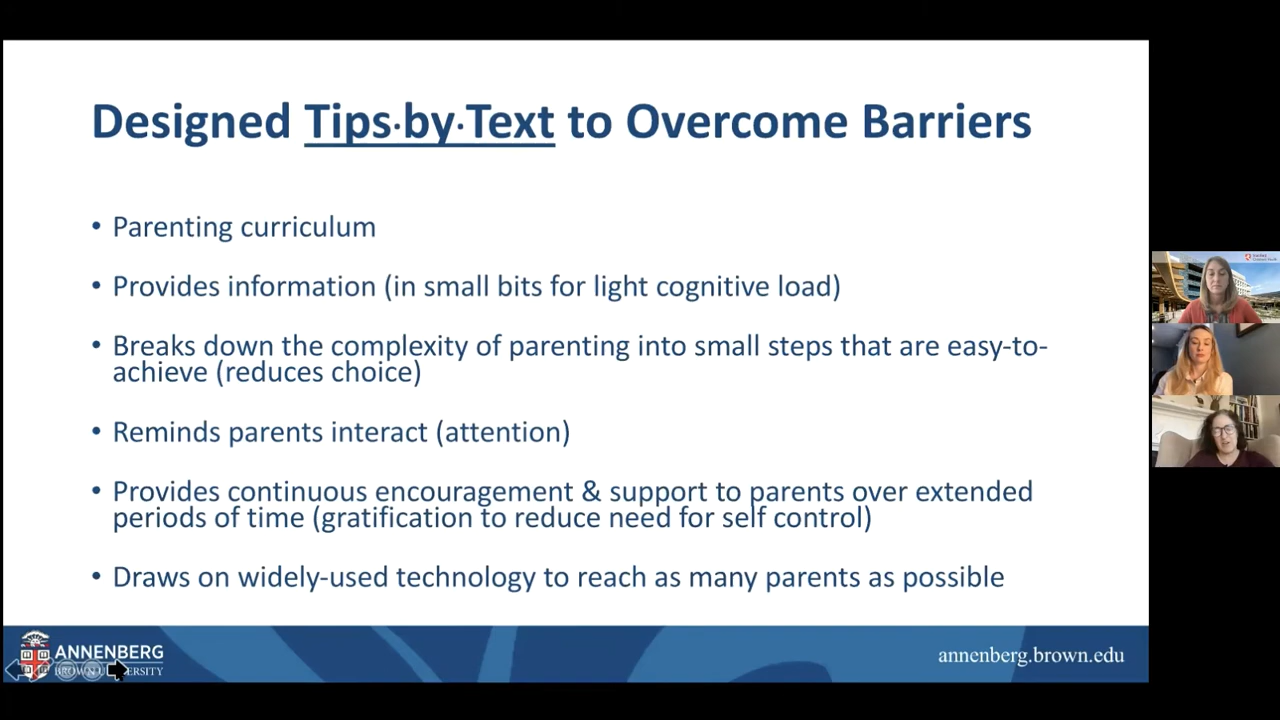 Designed Tips·by·Text to Overcome Barriers
• Parenting curriculum
• Provides information (in small bits for light cognitive load)
• Breaks down the complexity of parenting into small steps that are easy-to-
achieve (reduces choice)
• Reminds parents interact (attention)
• Provides continuous encouragement & support to parents over extended
periods of time (gratification to reduce need for self control)
• Draws on widely-used technology to reach as many parents as possible
ANNENBERG
BROWN UNIVERSITY
annenberg.brown.edu